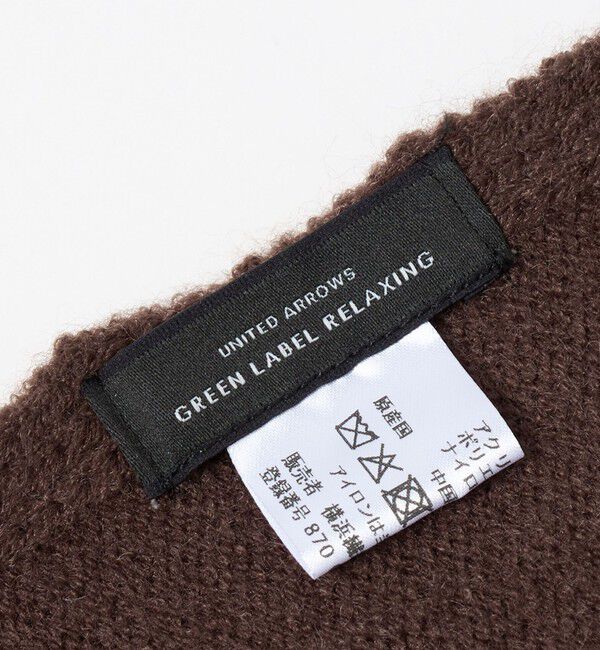 UNITED ARROWS
GREEN LABEL RELAXING
アクリ
ポリエ
ナイロ
原産国 中国
アイロンは
販売者 横浜
登録番号 870